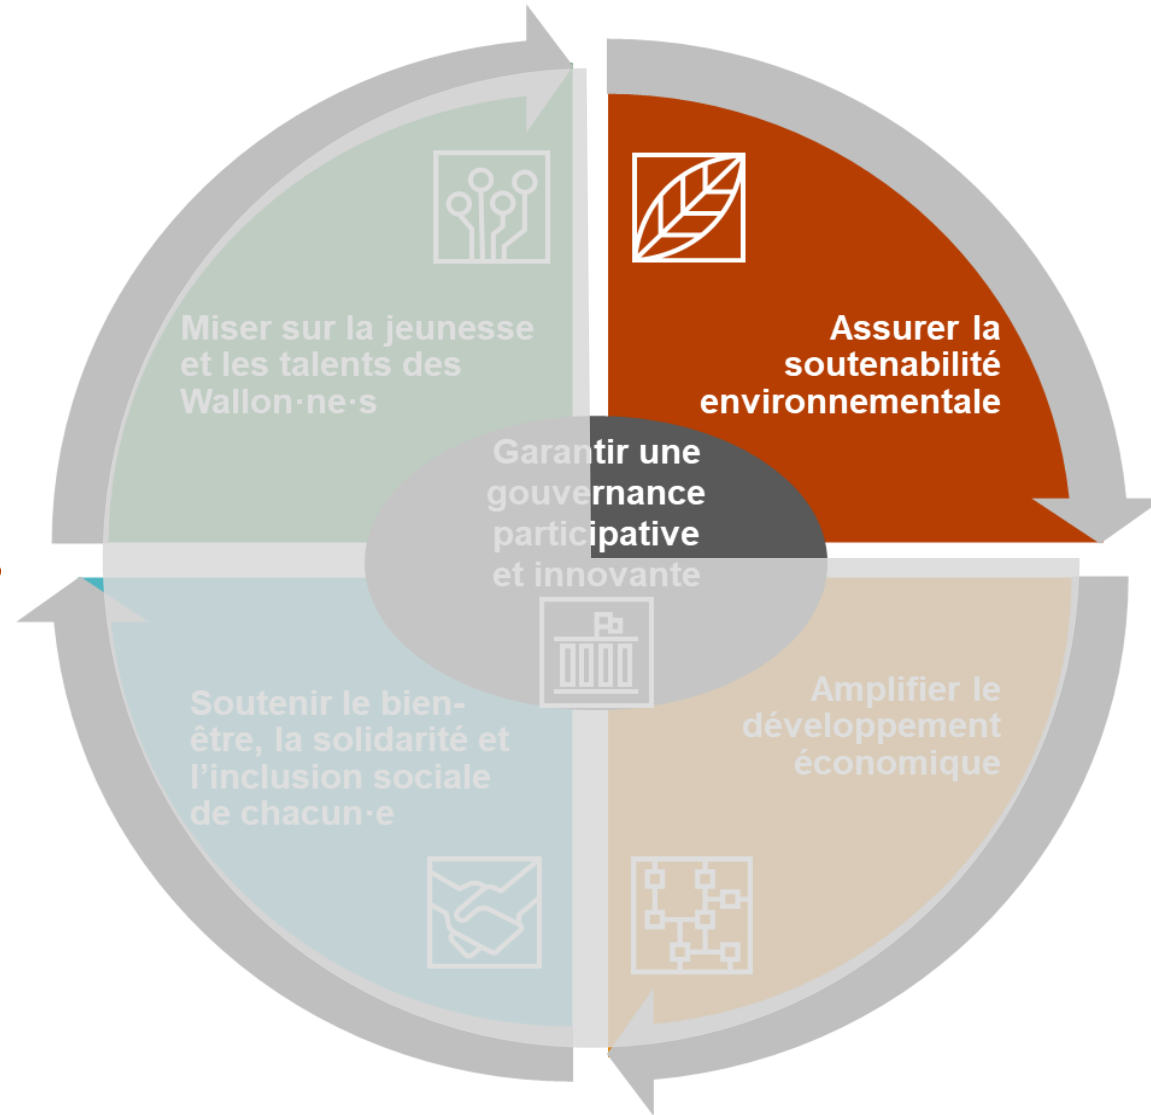 Miser sur la jeunesse
et les talents des
Wallon·ne·s
Assurer la
soutenabilité
environnementale
Garantir une
gouvernance
participative
et innovante
Soutenir le bien-
être, la solidarité et
l’inclusion sociale
de chacun·e
Amplifier le
développement
économique